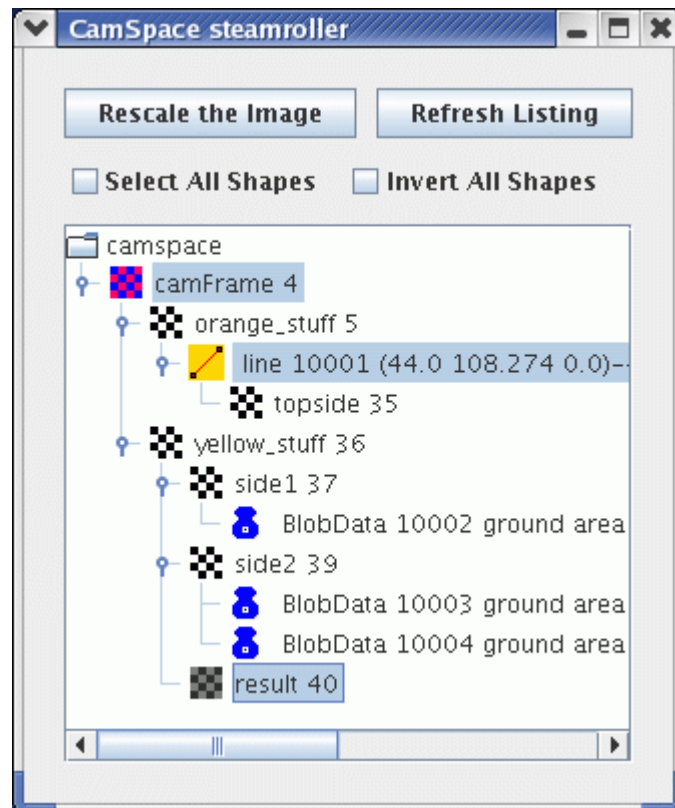 CamSpace steamroller
Rescale the Image Refresh Listing
Select All Shapes Invert All Shapes
camspace
camFrame 4
orange_stuff 5
line 10001 (44.0 108.274 0.0)--
topside 35
yellow_stuff 36
side1 37
BlobData 10002 ground area
side2 39
BlobData 10003 ground area
BlobData 10004 ground area
result 40